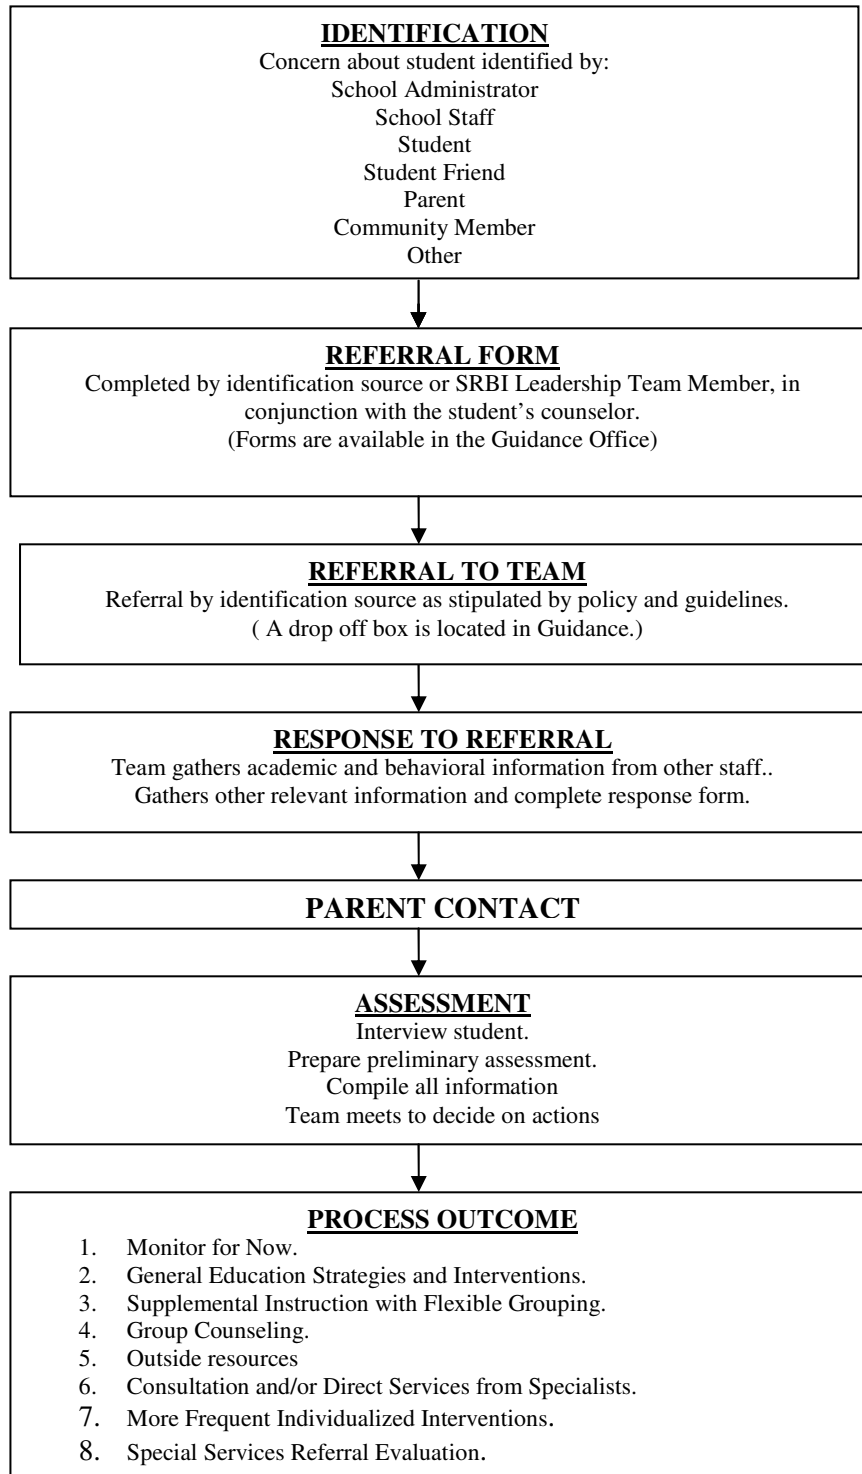 IDENTIFICATION
Concern about student identified by:
School Administrator
School Staff
Student
Student Friend
Parent
Community Member
Other
REFERRAL FORM
Completed by identification source or SRBI Leadership Team Member, in
conjunction with the student’s counselor.
(Forms are available in the Guidance Office)
REFERRAL TO TEAM
Referral by identification source as stipulated by policy and guidelines.
( A drop off box is located in Guidance.)
RESPONSE TO REFERRAL
Team gathers academic and behavioral information from other staff..
Gathers other relevant information and complete response form.
PARENT CONTACT
ASSESSMENT
Interview student.
Prepare preliminary assessment.
Compile all information
Team meets to decide on actions
PROCESS OUTCOME
1. Monitor for Now.
2. General Education Strategies and Interventions.
3. Supplemental Instruction with Flexible Grouping.
4. Group Counseling.
5. Outside resources
6. Consultation and/or Direct Services from Specialists.
7. More Frequent Individualized Interventions.
8. Special Services Referral Evaluation.